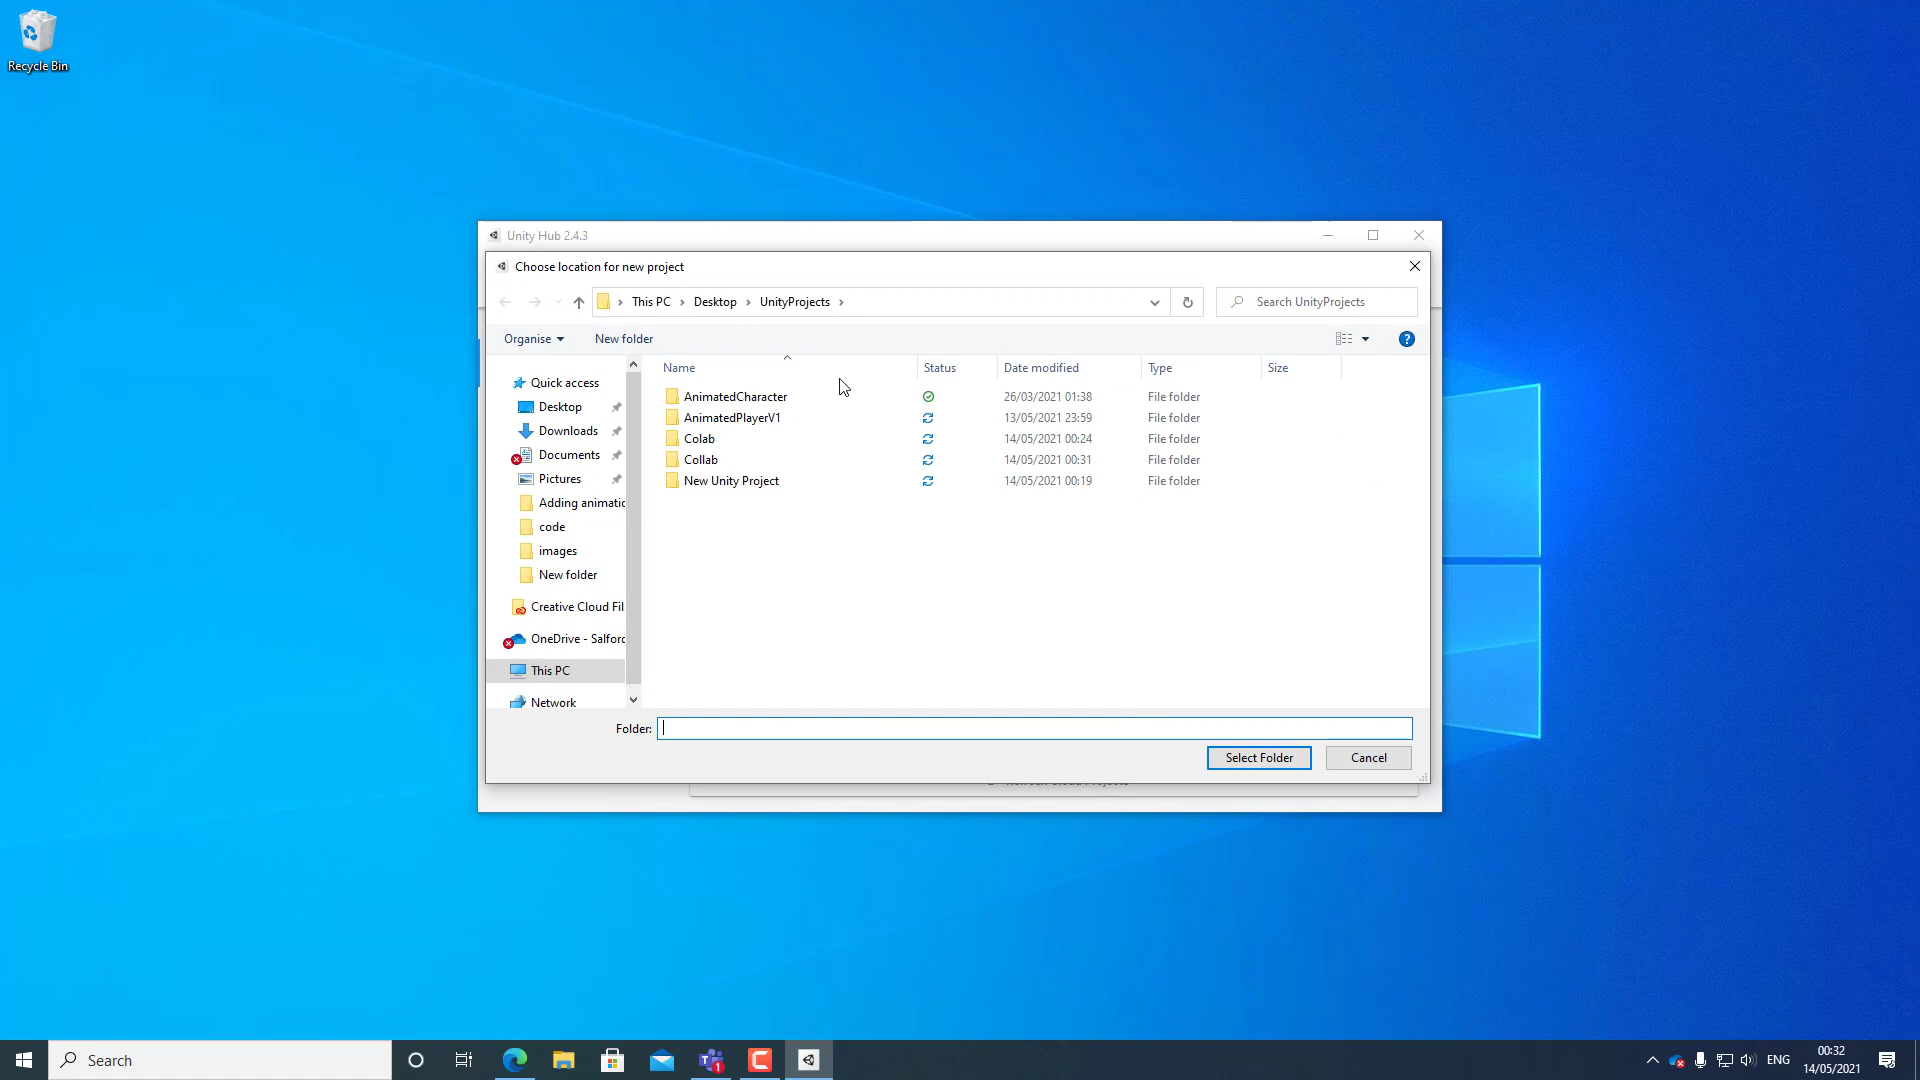 Recycle Bin
Unity Hub 2.4.3
Choose location for new project
This PC > Desktop > UnityProjects >
Search UnityProjects
Organise
New folder
Name Status Date modified Type Size
Quick access
Desktop
Downloads
Documents
Pictures
Adding animatic
code
images
New folder
Creative Cloud Fil
OneDrive - Salford
This PC
Network
AnimatedCharacter 26/03/2021 01:38 File folder
AnimatedPlayerV1 13/05/2021 23:59 File folder
Colab 14/05/2021 00:24 File folder
Collab 14/05/2021 00:31 File folder
New Unity Project 14/05/2021 00:19 File folder
Folder:
Select Folder
Cancel
Search
1
ENG
00:32
14/05/2021